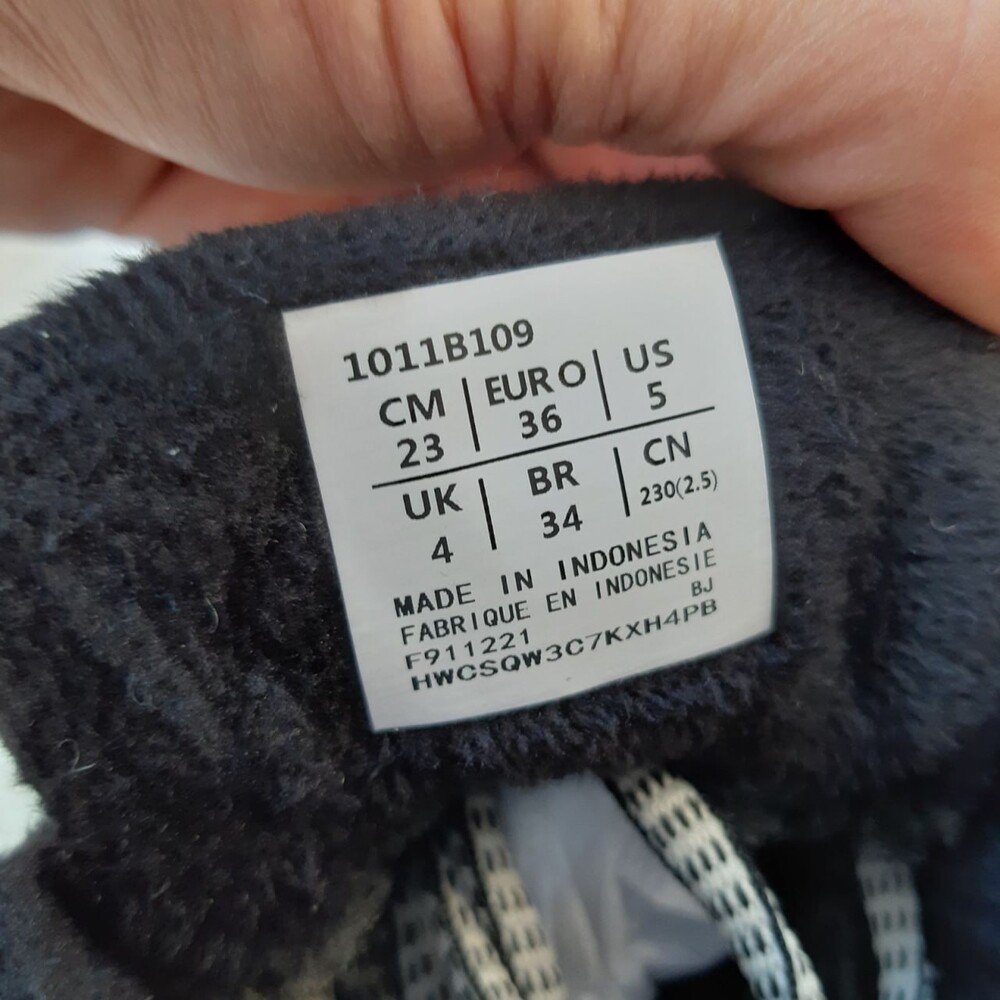 1011B109
CM | EURO | US
23 | 36 | 5
UK | BR | CN
4 | 34 | 230(2.5)
MADE IN INDONESIA
FABRIQUE EN INDONESIE
BJ
F911221
HWCSQW3C7KXH4PB